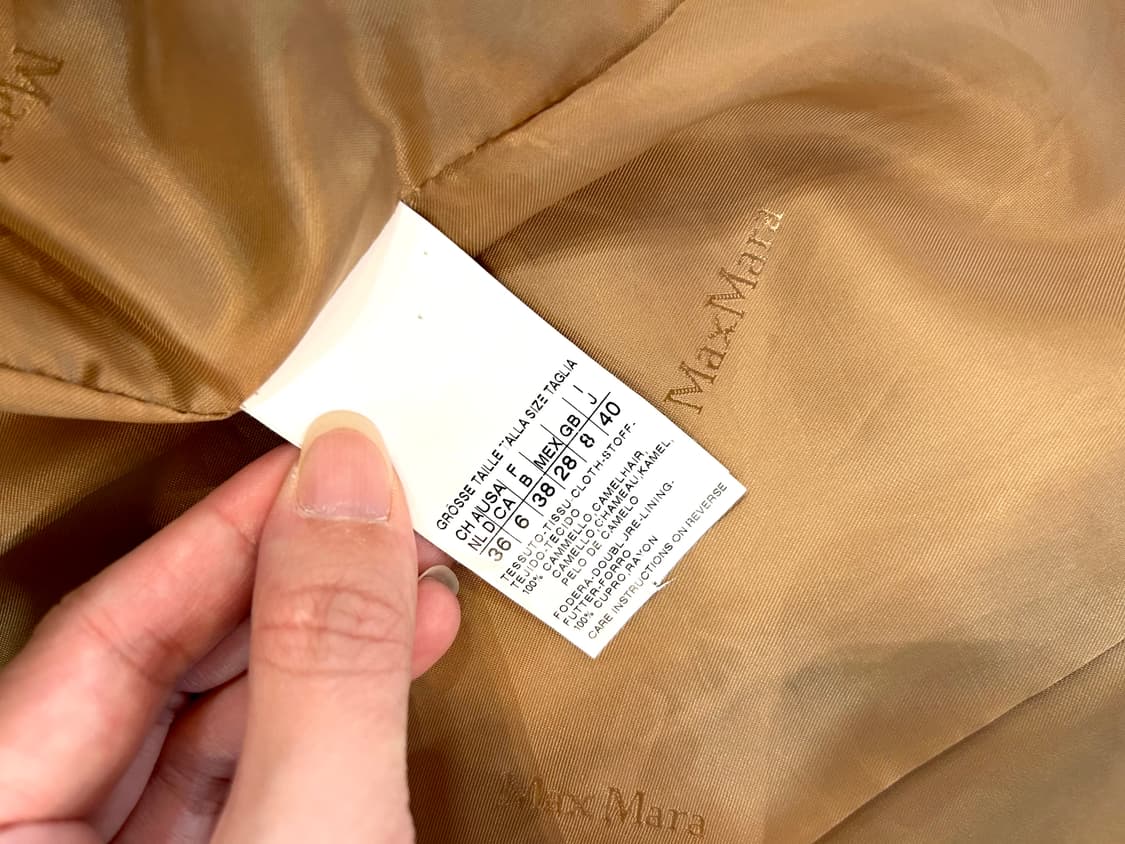 MaxMara
GRÖSSE TAILLE TALLA SIZE TAGLIA
CH A USA F MEX GB I
NL D CA B J
36 6 38 28 8 40
TESSUTO-TISSU-CLOTH-STOFF-
TEJIDO-TECIDO
100% CAMMELLO,CAMELHAIR,
CAMELLO,CHAMEAU,KAMEL,
PELO DE CAMELO
FODERA-DOUBLURE-LINING-
FUTTER-FORRO
100% CUPRO,RAYON
CARE INSTRUCTIONS ON REVERSE
Max Mara